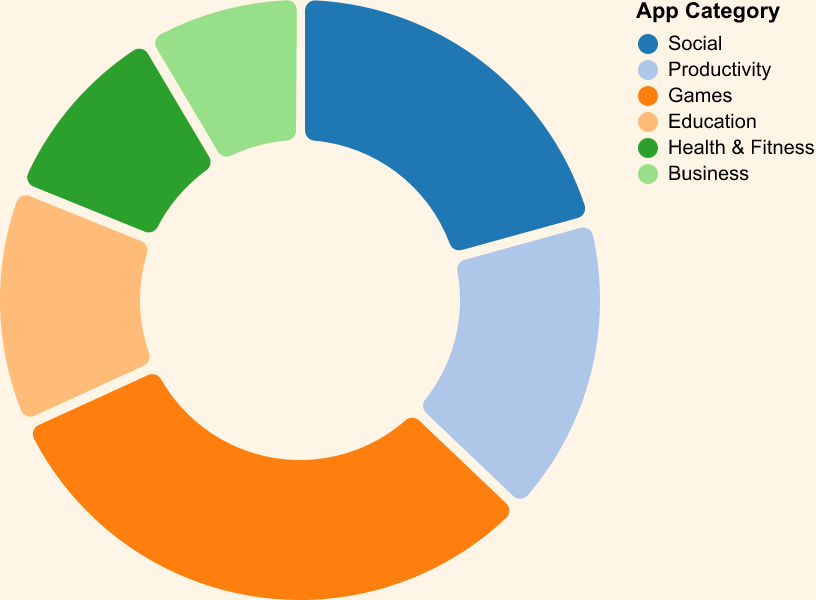 App Category
Social
Productivity
Games
Education
Health & Fitness
Business